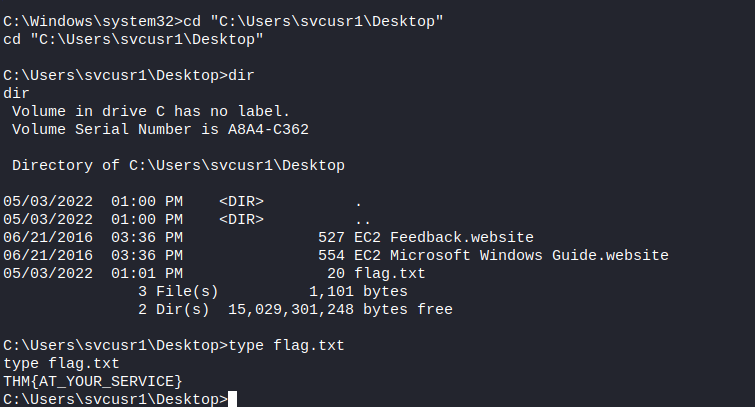 C:\Windows\system32>cd "C:\Users\svcusr1\Desktop"
cd "C:\Users\svcusr1\Desktop"
C:\Users\svcusr1\Desktop>dir
dir
 Volume in drive C has no label.
 Volume Serial Number is A8A4-C362
 Directory of C:\Users\svcusr1\Desktop
05/03/2022  01:00 PM    <DIR>          .
05/03/2022  01:00 PM    <DIR>          ..
06/21/2016  03:36 PM               527 EC2 Feedback.website
06/21/2016  03:36 PM               554 EC2 Microsoft Windows Guide.website
05/03/2022  01:01 PM                20 flag.txt
               3 File(s)          1,101 bytes
               2 Dir(s)  15,029,301,248 bytes free
C:\Users\svcusr1\Desktop>type flag.txt
type flag.txt
THM{AT_YOUR_SERVICE}
C:\Users\svcusr1\Desktop>